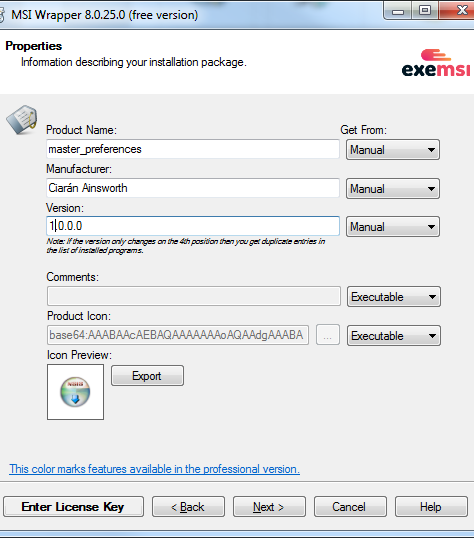 MSI Wrapper 8.0.25.0 (free version)
Properties
Information describing your installation package.
exemsi
Product Name:
Get From:
master_preferences
Manual
Manufacturer:
Ciarán Ainsworth
Manual
Version:
1.0.0.0
Manual
Note: If the version only changes on the 4th position then you get duplicate entries in
the list of installed programs.
Comments:
Executable
Product Icon:
base64:AAABAAcAEBAQAAAAAAAoAQAAdgAAABA
...
Executable
Icon Preview:
Export
This color marks features available in the professional version.
Enter License Key
< Back
Next >
Cancel
Help